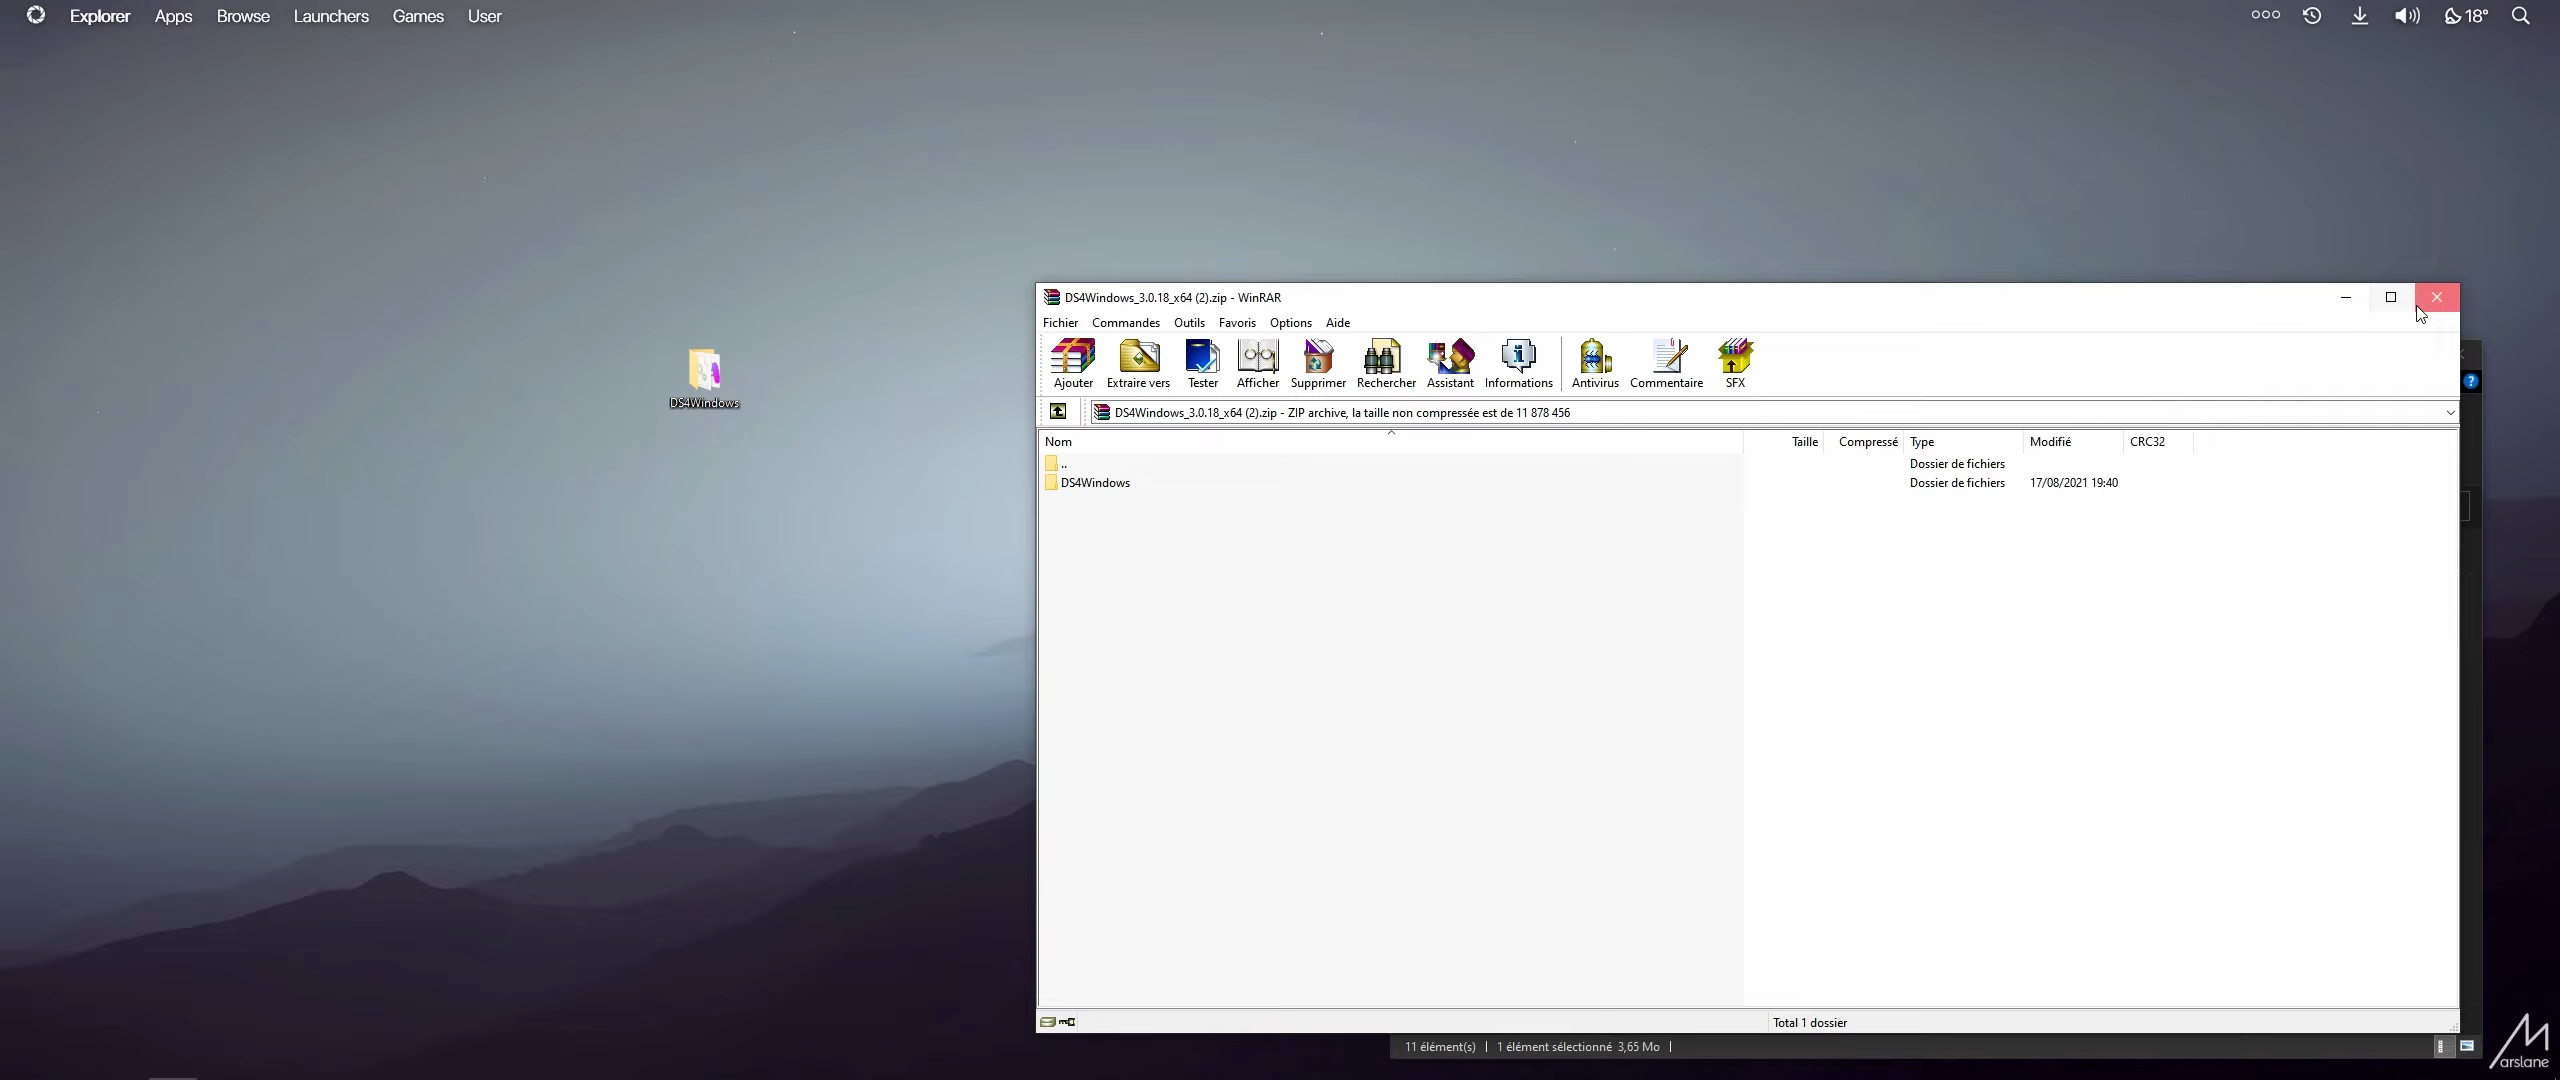 Explorer Apps Browse Launchers Games User
18°
DS4Windows
DS4Windows_3.0.18_x64 (2).zip - WinRAR
Fichier Commandes Outils Favoris Options Aide
Ajouter Extraire vers Tester Afficher Supprimer Rechercher Assistant Informations Antivirus Commentaire SFX
DS4Windows_3.0.18_x64 (2).zip - ZIP archive, la taille non compressée est de 11 878 456
Nom Taille Compressé Type Modifié CRC32
.. Dossier de fichiers
DS4Windows Dossier de fichiers 17/08/2021 19:40
Total 1 dossier
11 élément(s) 1 élément sélectionné 3,65 Mo
Marslane